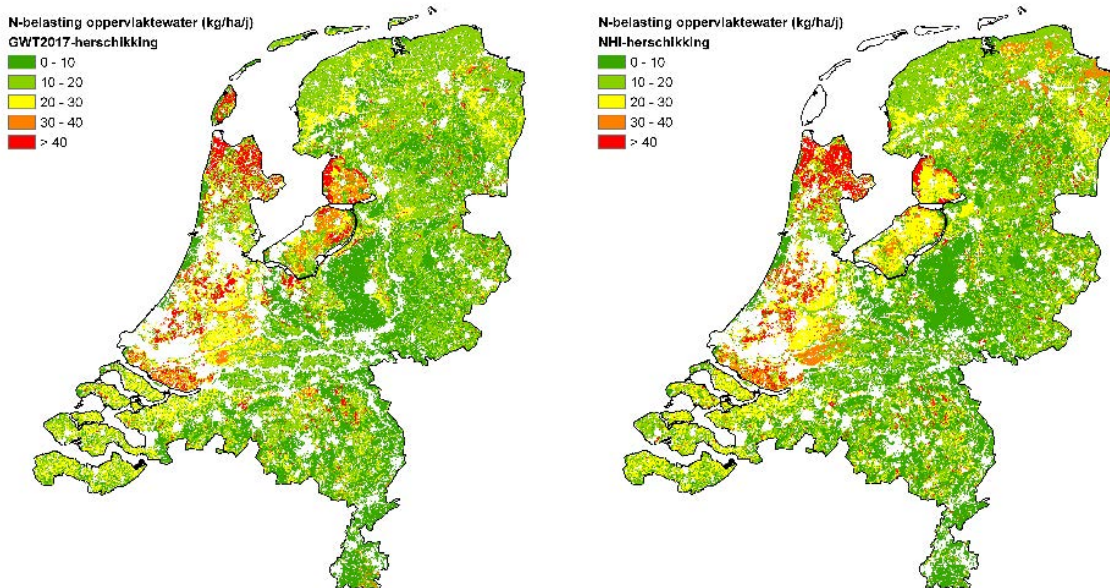 N-belasting oppervlaktewater (kg/ha/j)
GWT2017-herschikking
0 - 10
10 - 20
20 - 30
30 - 40
> 40
N-belasting oppervlaktewater (kg/ha/j)
NHI-herschikking
0 - 10
10 - 20
20 - 30
30 - 40
> 40